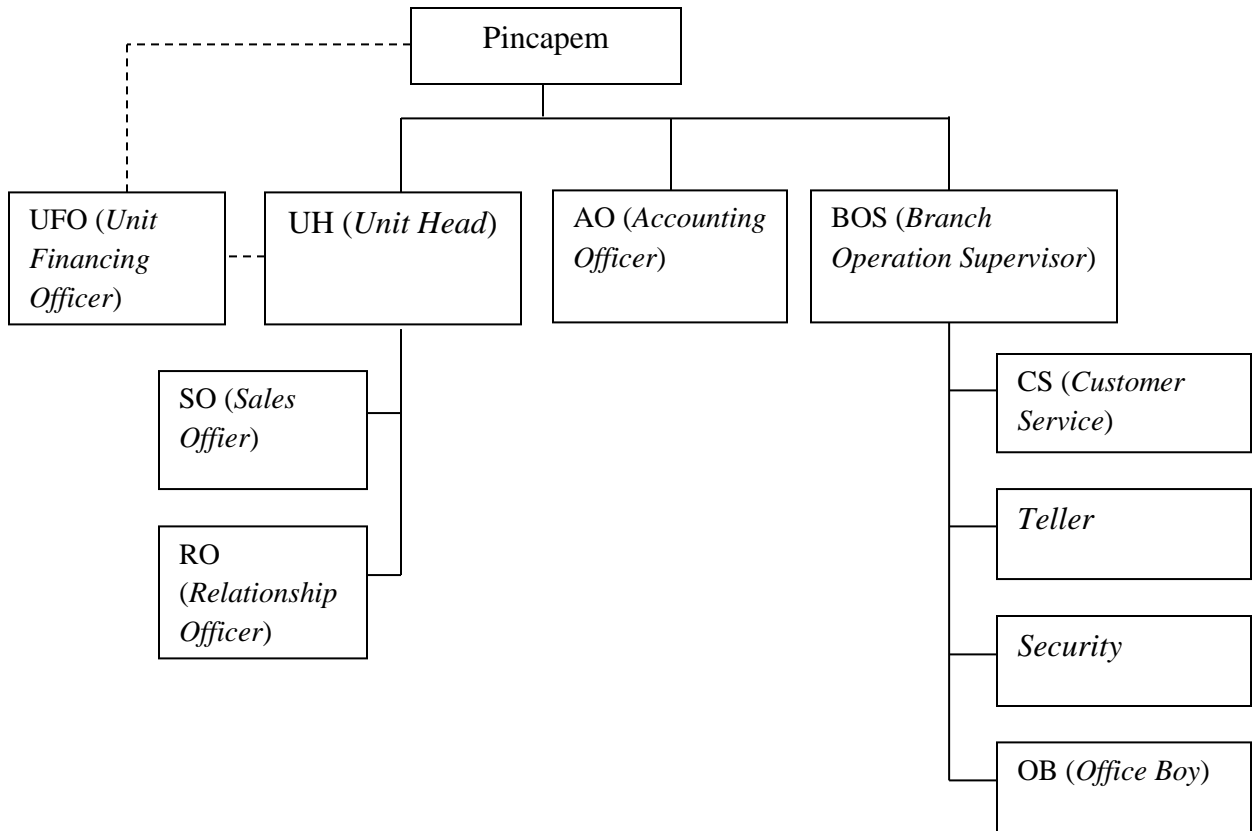 Pincapem
UFO (Unit
Financing
Officer)
UH (Unit Head)
AO (Accounting
Officer)
BOS (Branch
Operation Supervisor)
SO (Sales
Offier)
RO
(Relationship
Officer)
CS (Customer
Service)
Teller
Security
OB (Office Boy)